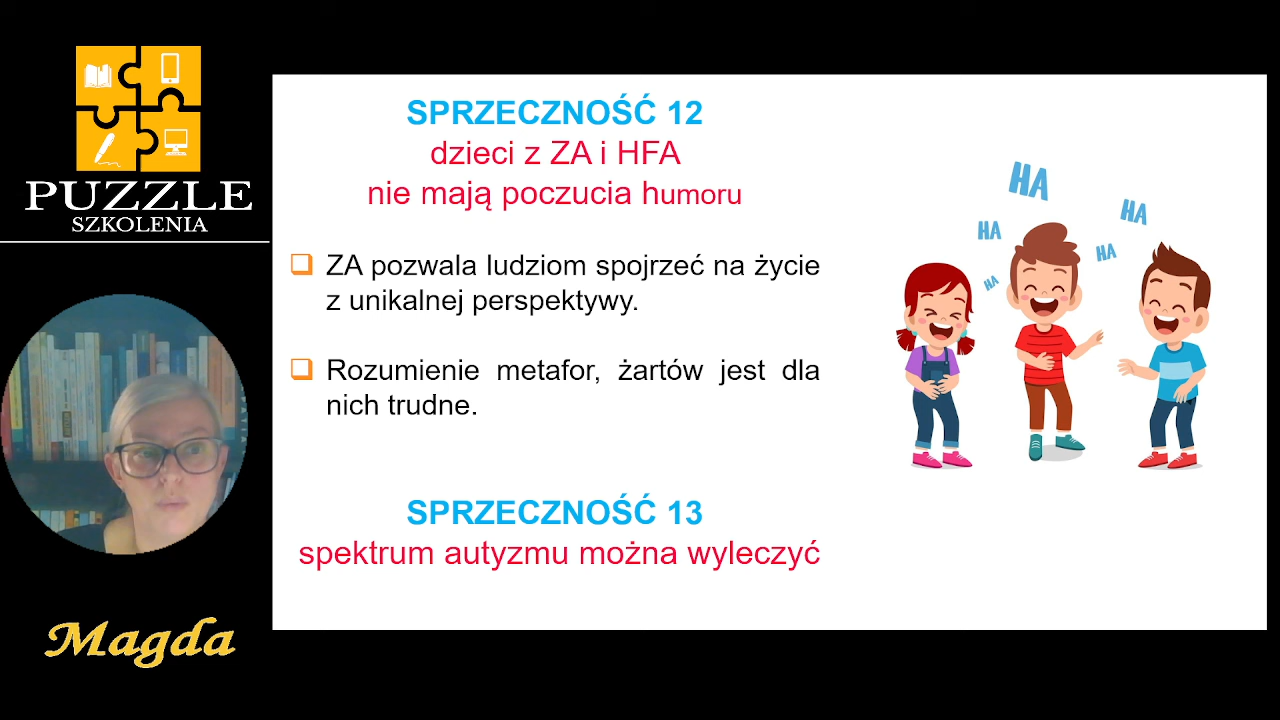 PUZZLE
SZKOLENIA
Magda
SPRZECZNOŚĆ 12
dzieci z ZA i HFA
nie mają poczucia humoru
ZA pozwala ludziom spojrzeć na życie
z unikalnej perspektywy.
Rozumienie metafor, żartów jest dla
nich trudne.
SPRZECZNOŚĆ 13
spektrum autyzmu można wyleczyć
HA
HA
HA
HA
HA